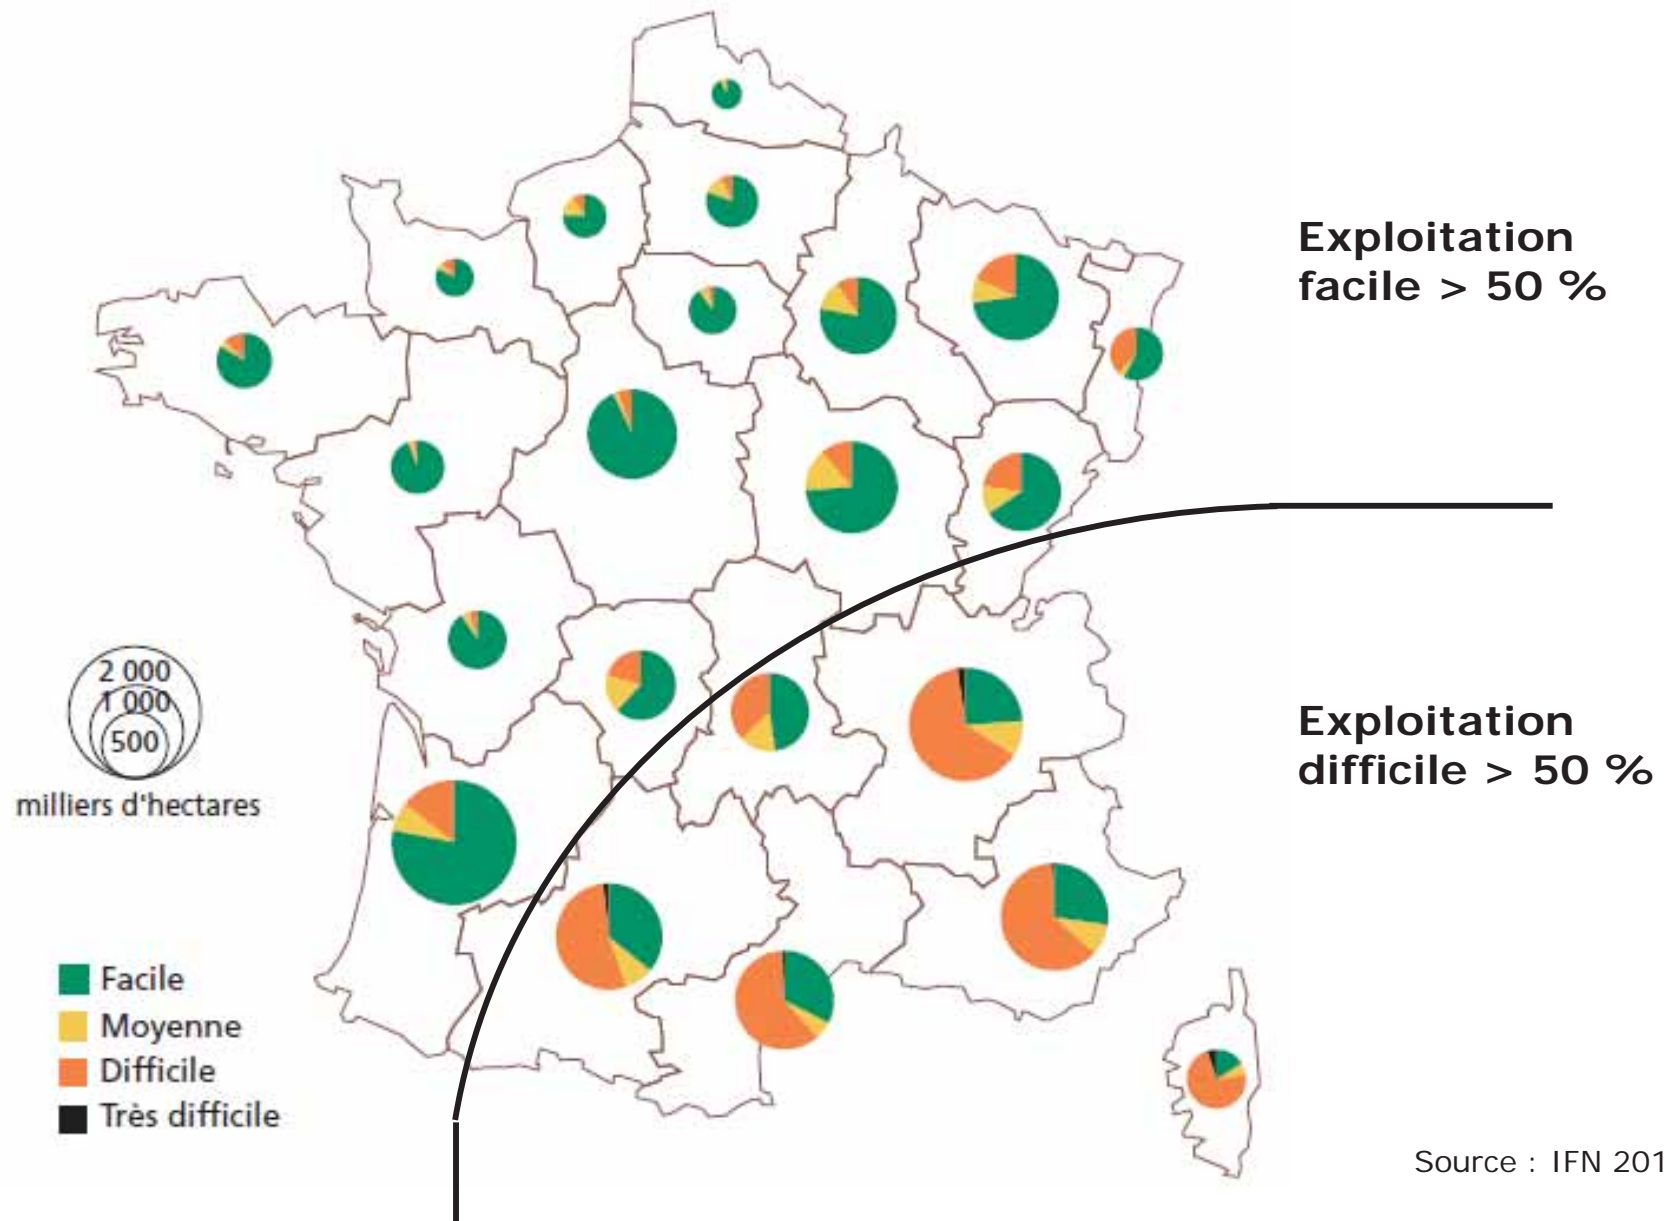 Exploitation
facile > 50 %
2 000
1 000
500
milliers d'hectares
Exploitation
difficile > 50 %
Facile
Moyenne
Difficile
Très difficile
Source : IFN 201